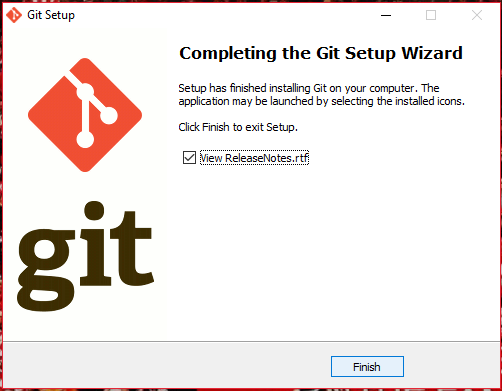 Git Setup
Completing the Git Setup Wizard
Setup has finished installing Git on your computer. The
application may be launched by selecting the installed icons.
Click Finish to exit Setup.
View ReleaseNotes.rtf
git
Finish